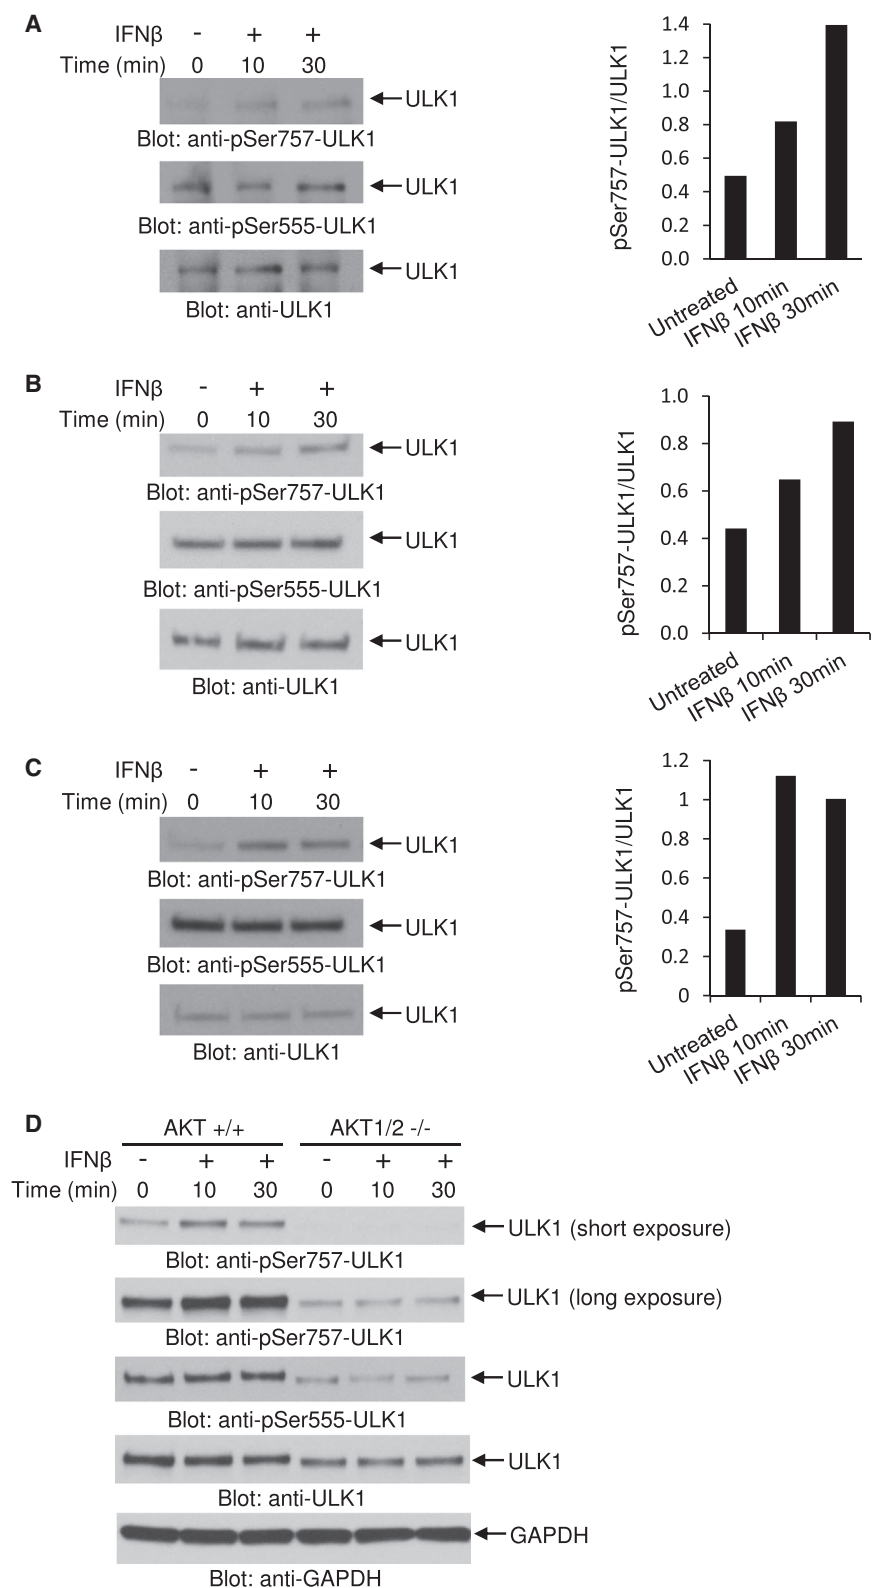 A
IFNβ - + +
Time (min) 0 10 30
ULK1
Blot: anti-pSer757-ULK1
ULK1
Blot: anti-pSer555-ULK1
ULK1
Blot: anti-ULK1
pSer757-ULK1/ULK1
1.4
1.2
1.0
0.8
0.6
0.4
0.2
0.0
Untreated
IFNβ 10min
IFNβ 30min
B
IFNβ - + +
Time (min) 0 10 30
ULK1
Blot: anti-pSer757-ULK1
ULK1
Blot: anti-pSer555-ULK1
ULK1
Blot: anti-ULK1
pSer757-ULK1/ULK1
1.0
0.8
0.6
0.4
0.2
0.0
Untreated
IFNβ 10min
IFNβ 30min
C
IFNβ - + +
Time (min) 0 10 30
ULK1
Blot: anti-pSer757-ULK1
ULK1
Blot: anti-pSer555-ULK1
ULK1
Blot: anti-ULK1
pSer757-ULK1/ULK1
1.2
1
0.8
0.6
0.4
0.2
0
Untreated
IFNβ 10min
IFNβ 30min
D
AKT +/+ AKT1/2 -/-
IFNβ - + + - + +
Time (min) 0 10 30 0 10 30
ULK1 (short exposure)
Blot: anti-pSer757-ULK1
ULK1 (long exposure)
Blot: anti-pSer757-ULK1
ULK1
Blot: anti-pSer555-ULK1
ULK1
Blot: anti-ULK1
GAPDH
Blot: anti-GAPDH